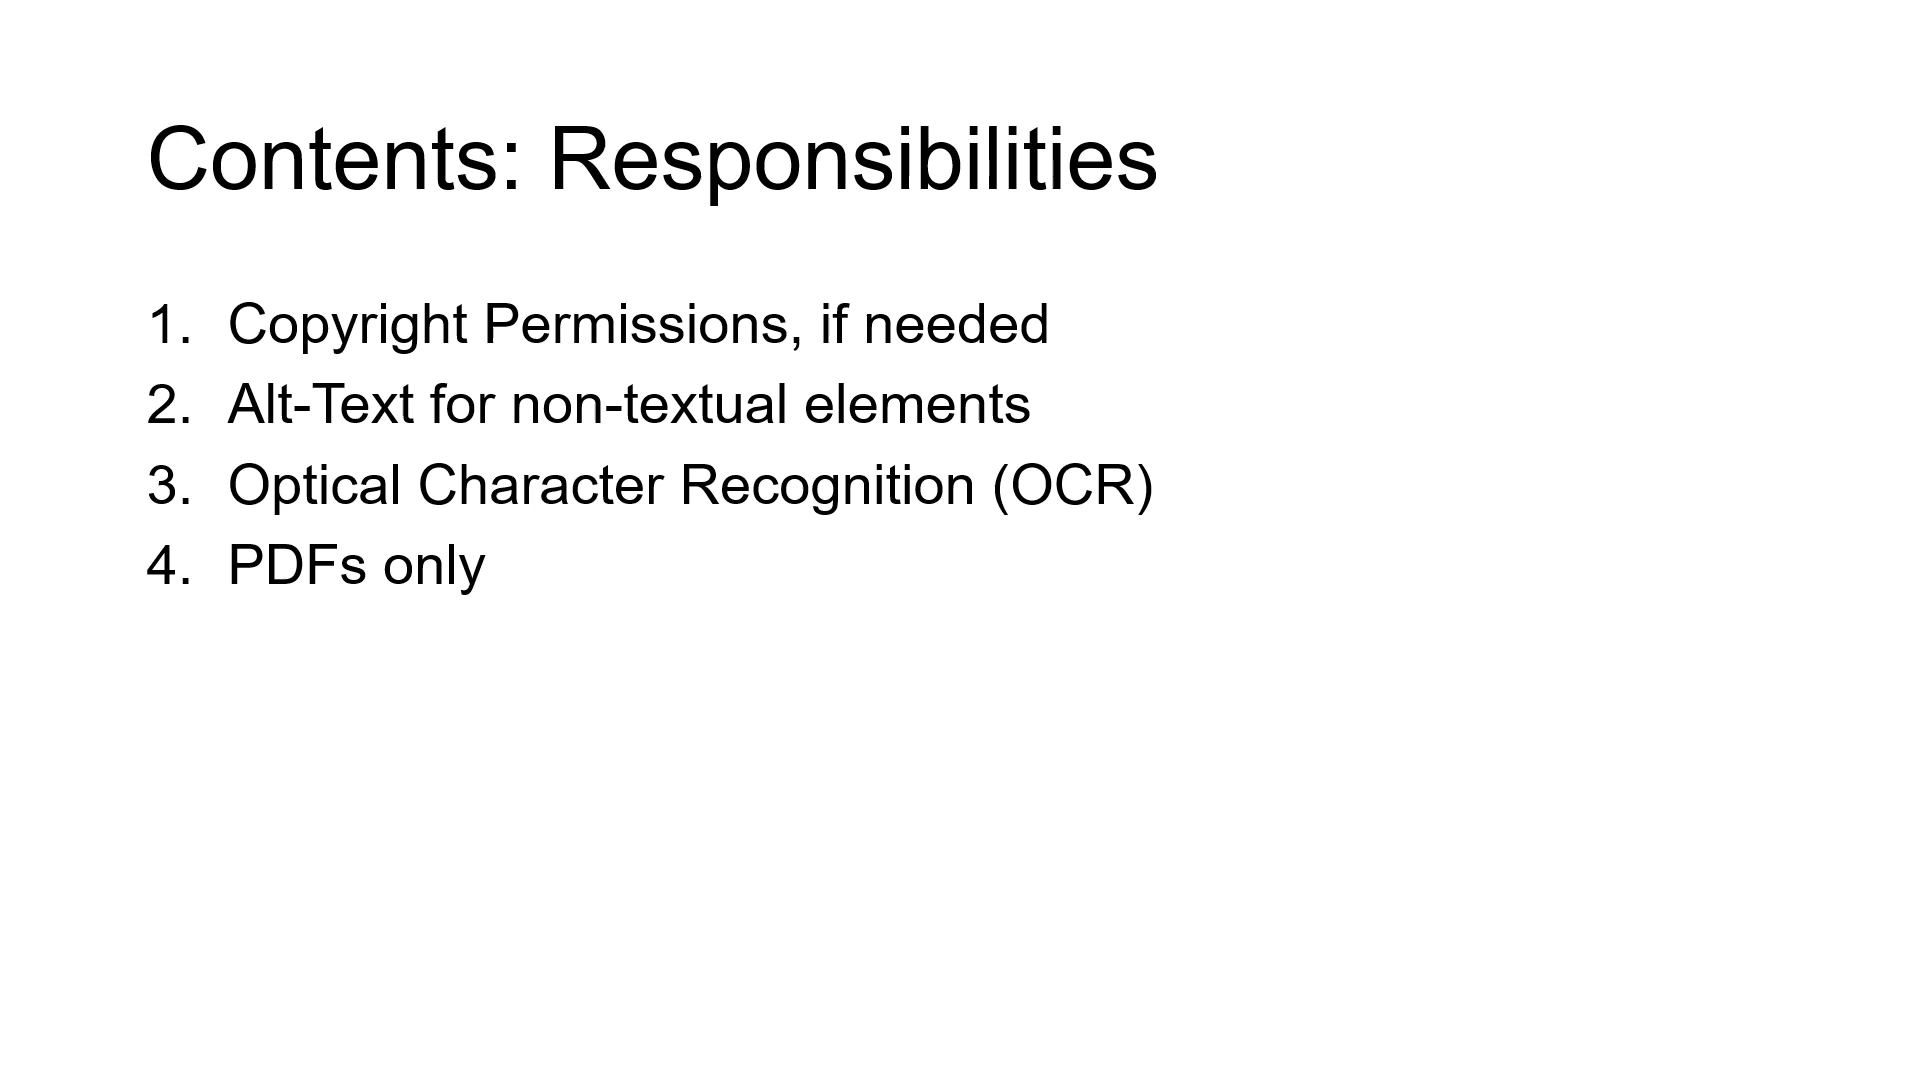 Contents: Responsibilities
1. Copyright Permissions, if needed
2. Alt-Text for non-textual elements
3. Optical Character Recognition (OCR)
4. PDFs only